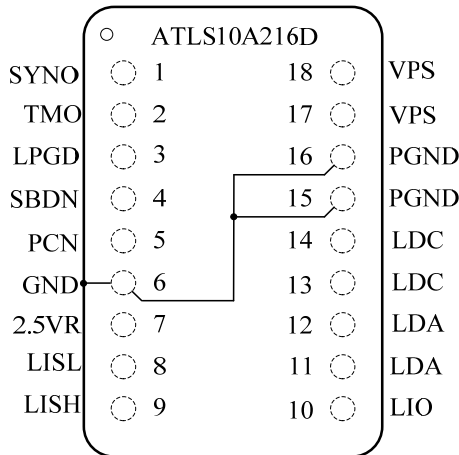 ATLS10A216D
SYNO 1 18 VPS
TMO 2 17 VPS
LPGD 3 16 PGND
SBDN 4 15 PGND
PCN 5 14 LDC
GND 6 13 LDC
2.5VR 7 12 LDA
LISL 8 11 LDA
LISH 9 10 LIO